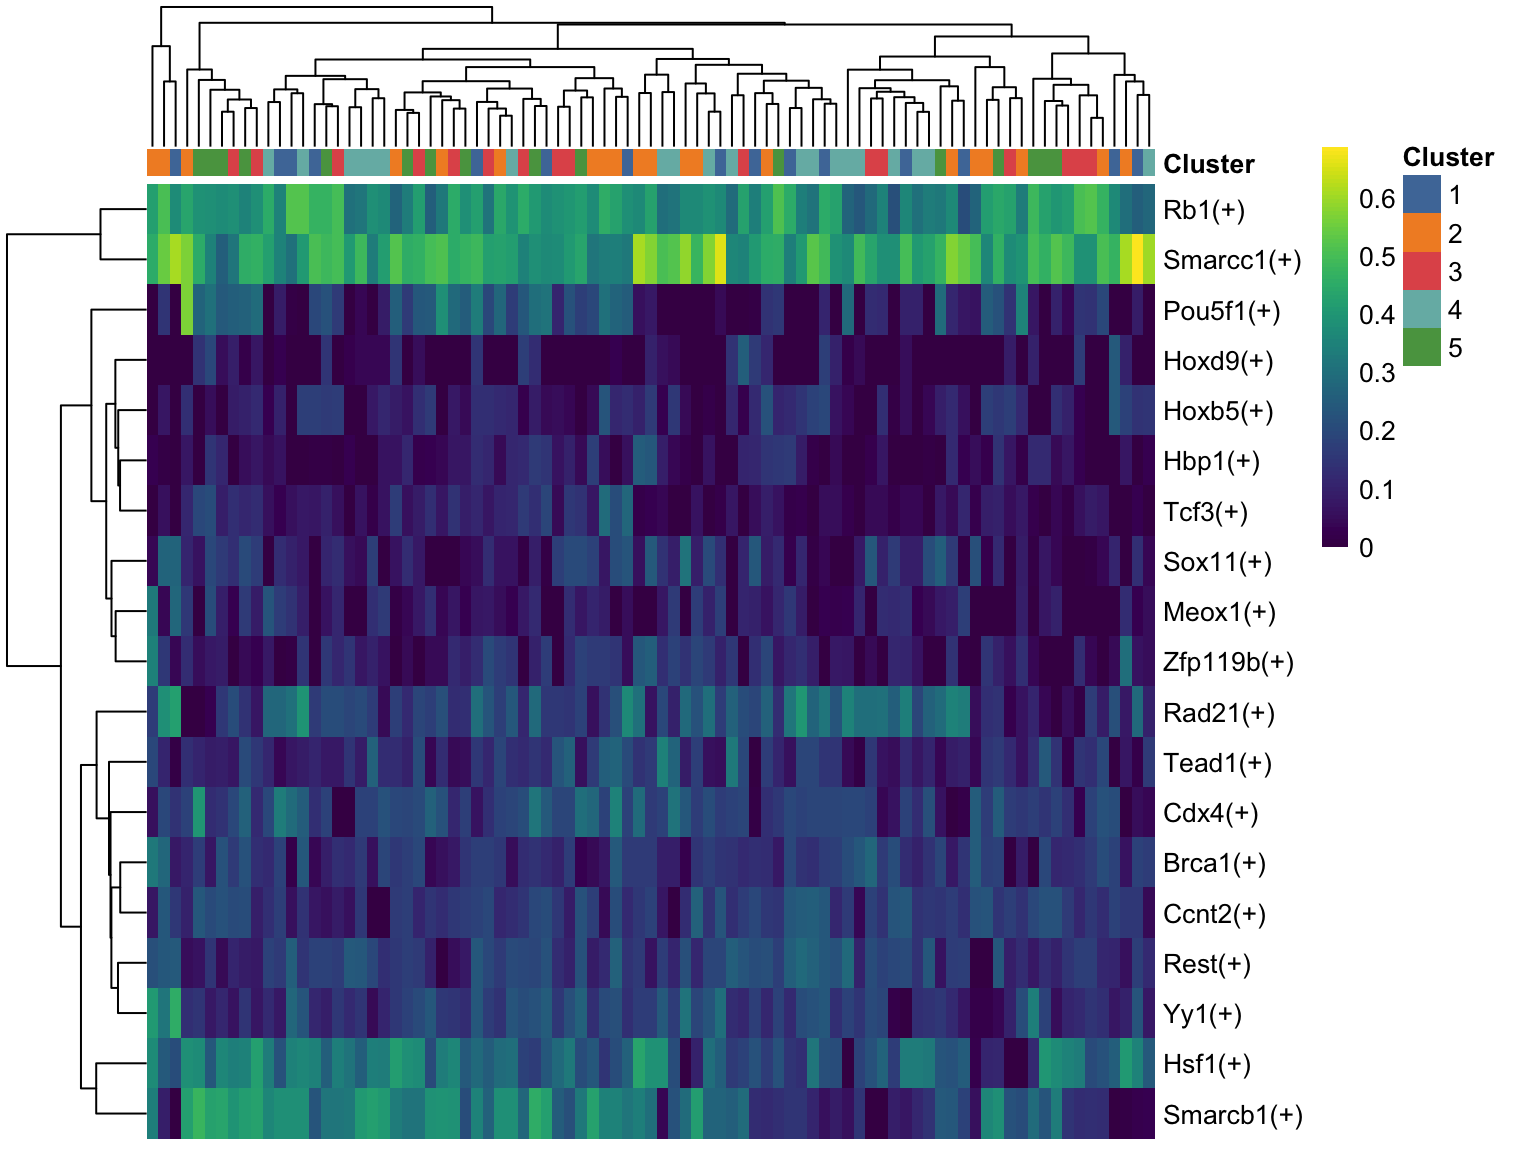 Cluster
Rb1(+)
Smarcc1(+)
Pou5f1(+)
Hoxd9(+)
Hoxb5(+)
Hbp1(+)
Tcf3(+)
Sox11(+)
Meox1(+)
Zfp119b(+)
Rad21(+)
Tead1(+)
Cdx4(+)
Brca1(+)
Ccnt2(+)
Rest(+)
Yy1(+)
Hsf1(+)
Smarcb1(+)
0.6
0.5
0.4
0.3
0.2
0.1
0
Cluster
1
2
3
4
5